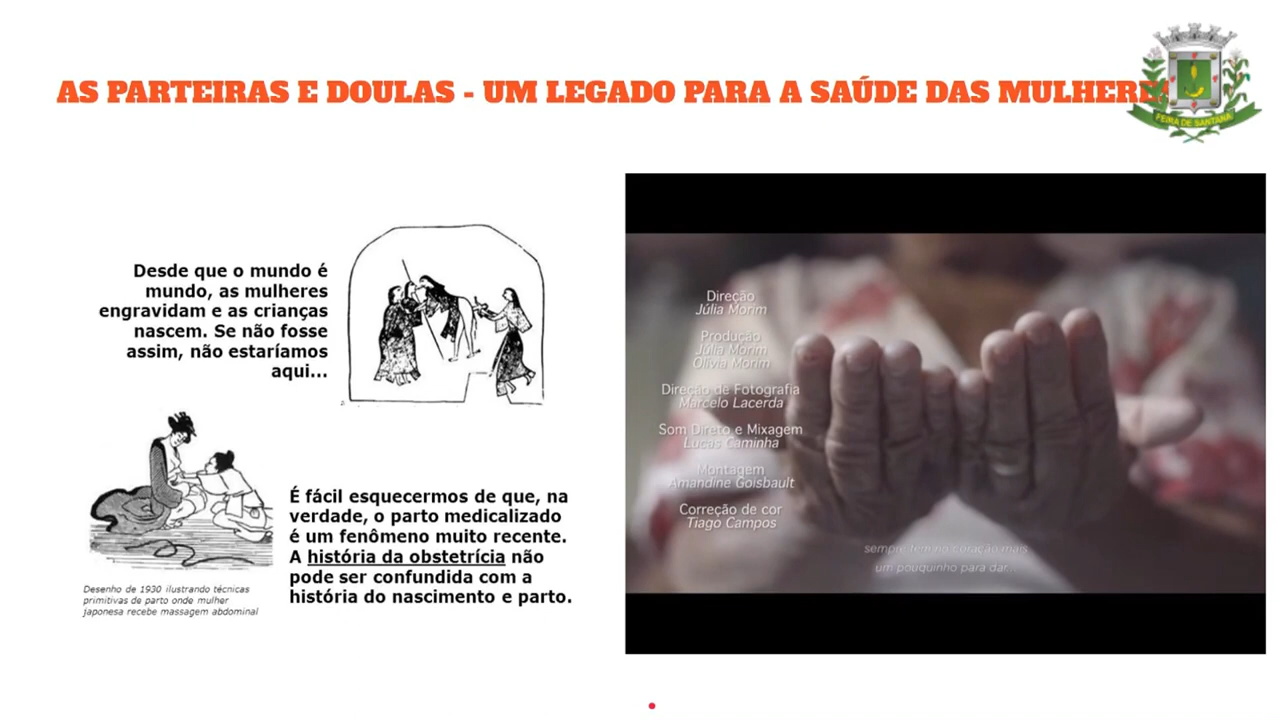 AS PARTEIRAS E DOULAS - UM LEGADO PARA A SAÚDE DAS MULHERE
FEIRA DE SANTANA
Desde que o mundo é
mundo, as mulheres
engravidam e as crianças
nascem. Se não fosse
assim, não estaríamos
aqui...
É fácil esquecermos de que, na
verdade, o parto medicalizado
é um fenômeno muito recente.
A história da obstetrícia não
pode ser confundida com a
história do nascimento e parto.
Desenho de 1930 ilustrando técnicas
primitivas de parto onde mulher
japonesa recebe massagem abdominal
Direção
Júlia Morim
Produção
Júlia Morim
Olivia Morim
Direção de Fotografia
Marcelo Lacerda
Som Direto e Mixagem
Lucas Caminha
Montagem
Amandine Goisbault
Correção de cor
Tiago Campos
sempre tem no coração mais
um pouquinho para dar...